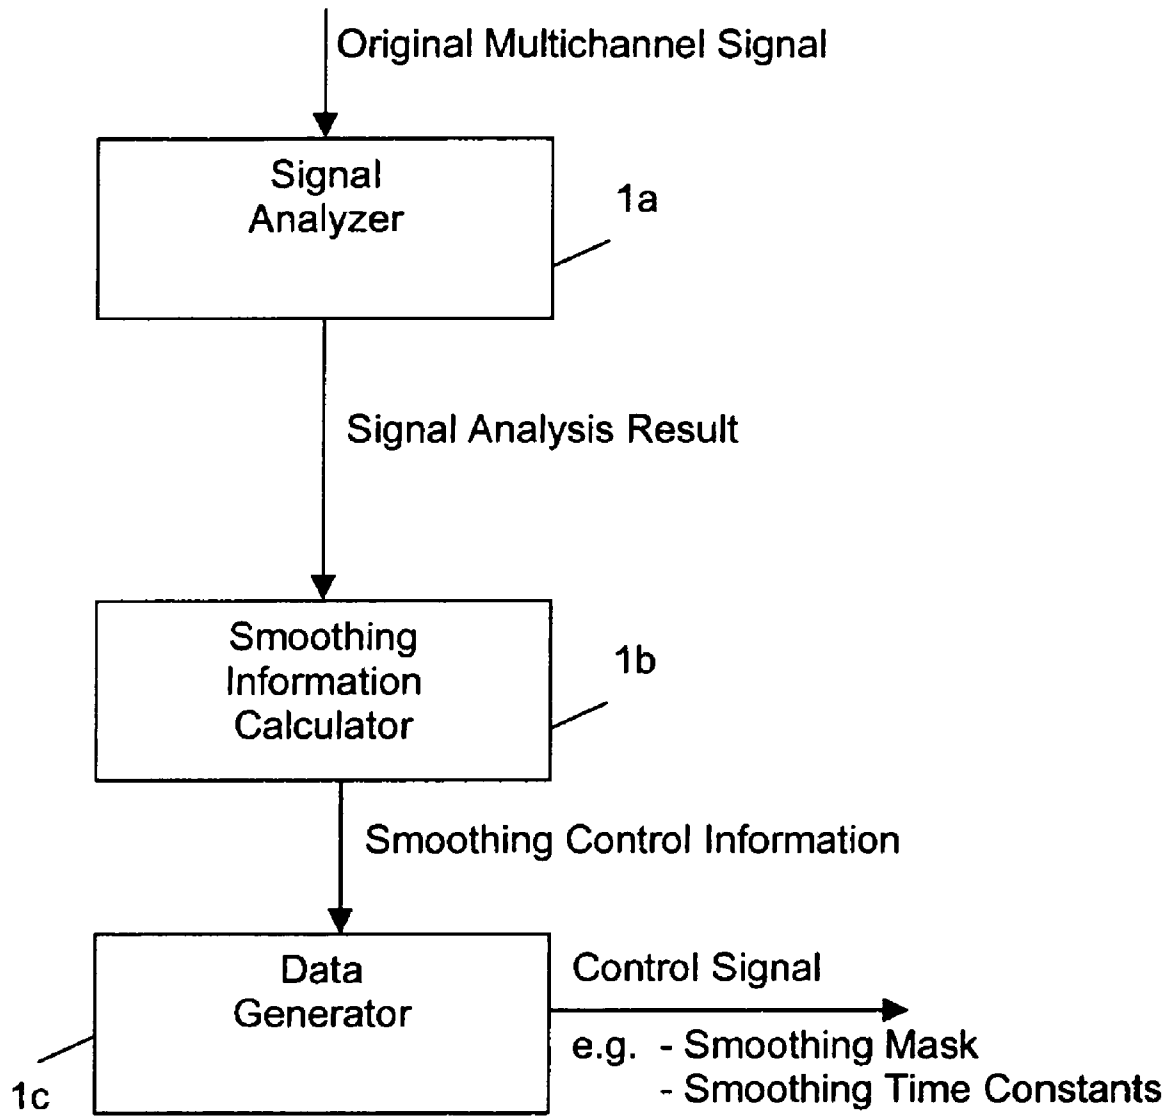 Original Multichannel Signal
Signal
Analyzer
1a
Signal Analysis Result
Smoothing
Information
Calculator
1b
Smoothing Control Information
Data
Generator
1c
Control Signal
e.g. - Smoothing Mask
- Smoothing Time Constants